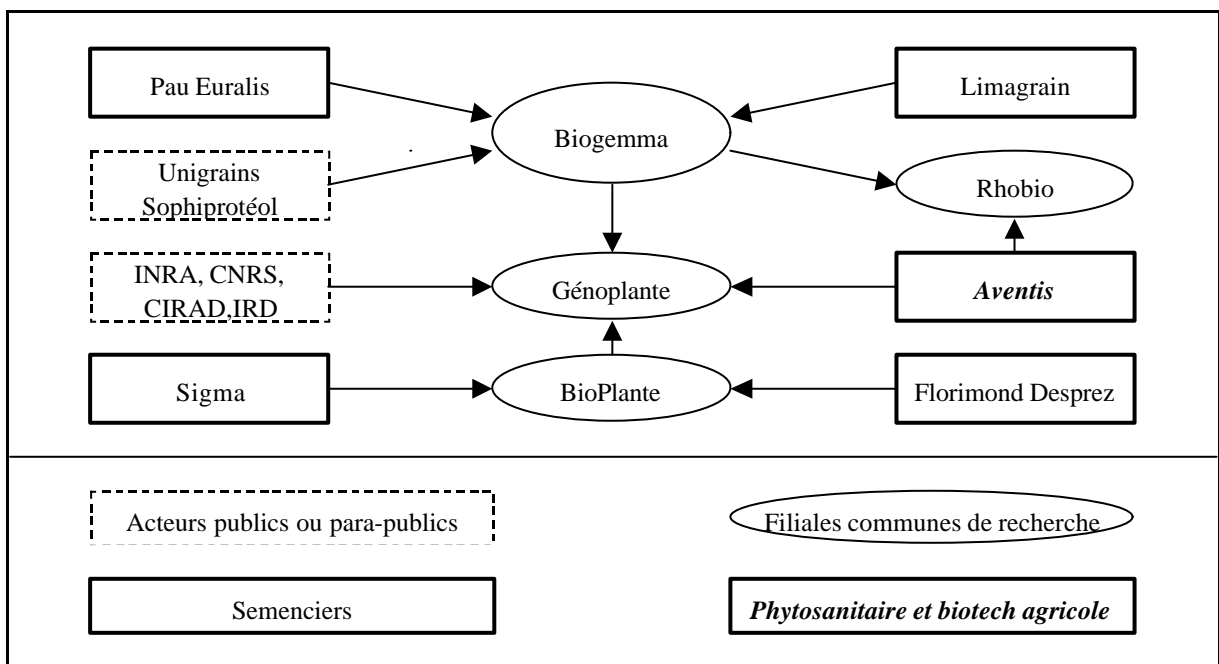 Pau Euralis
Limagrain
Biogemma
Unigrains
Sophiprotéol
Rhobio
INRA, CNRS,
CIRAD,IRD
Génoplante
Aventis
Sigma
BioPlante
Florimond Desprez
Acteurs publics ou para-publics
Filiales communes de recherche
Semenciers
Phytosanitaire et biotech agricole